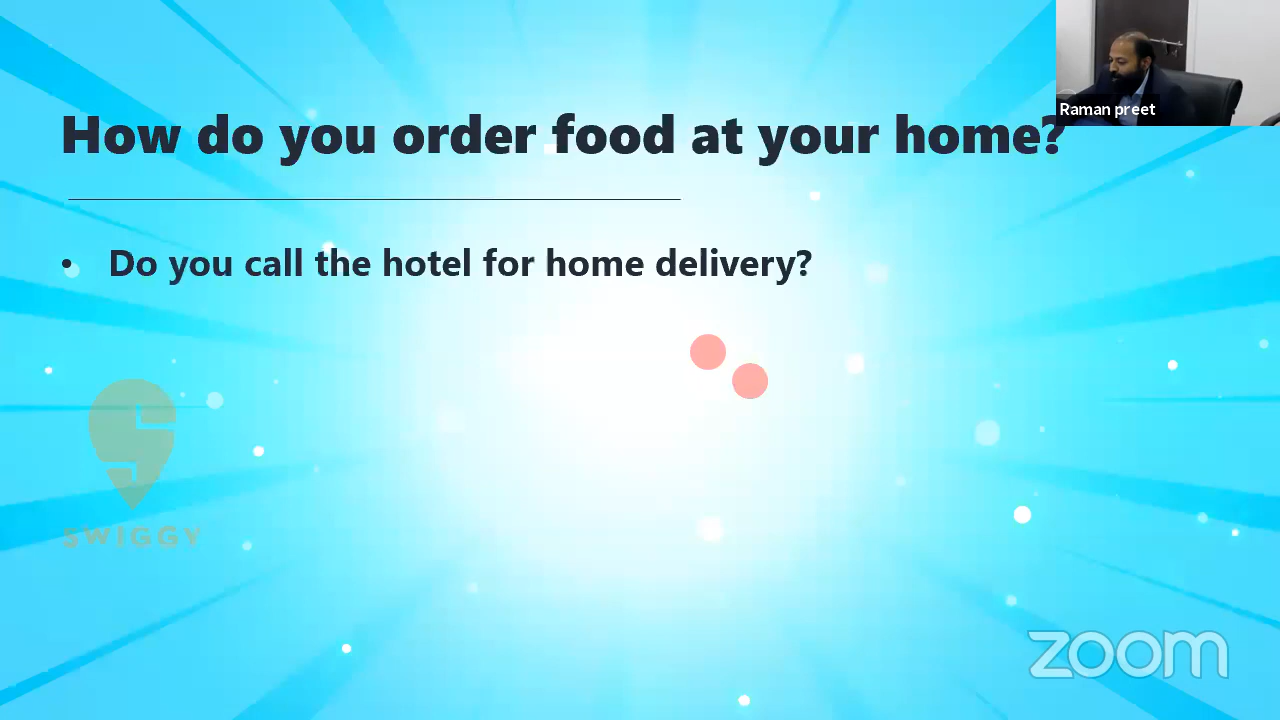 Raman preet
How do you order food at your home?
• Do you call the hotel for home delivery?
SWIGGY
zoom